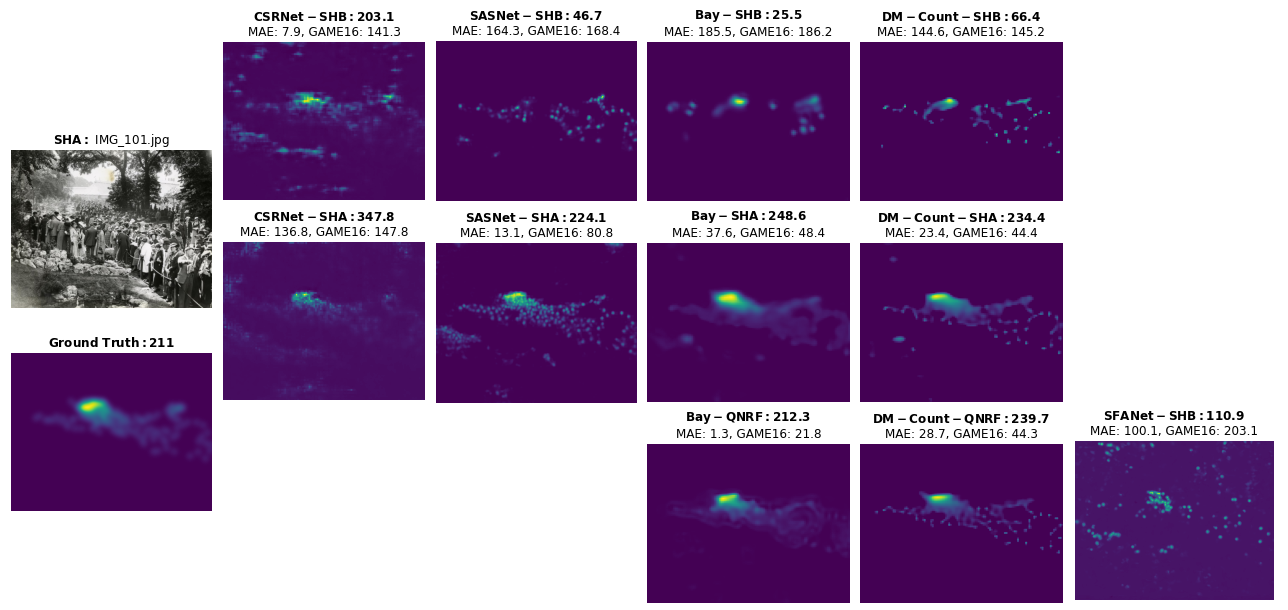 CSRNet − SHB : 203.1
MAE: 7.9, GAME16: 141.3
SASNet − SHB : 46.7
MAE: 164.3, GAME16: 168.4
Bay − SHB : 25.5
MAE: 185.5, GAME16: 186.2
DM − Count − SHB : 66.4
MAE: 144.6, GAME16: 145.2
SHA : IMG_101.jpg
CSRNet − SHA : 347.8
MAE: 136.8, GAME16: 147.8
SASNet − SHA : 224.1
MAE: 13.1, GAME16: 80.8
Bay − SHA : 248.6
MAE: 37.6, GAME16: 48.4
DM − Count − SHA : 234.4
MAE: 23.4, GAME16: 44.4
Ground Truth : 211
Bay − QNRF : 212.3
MAE: 1.3, GAME16: 21.8
DM − Count − QNRF : 239.7
MAE: 28.7, GAME16: 44.3
SFANet − SHB : 110.9
MAE: 100.1, GAME16: 203.1